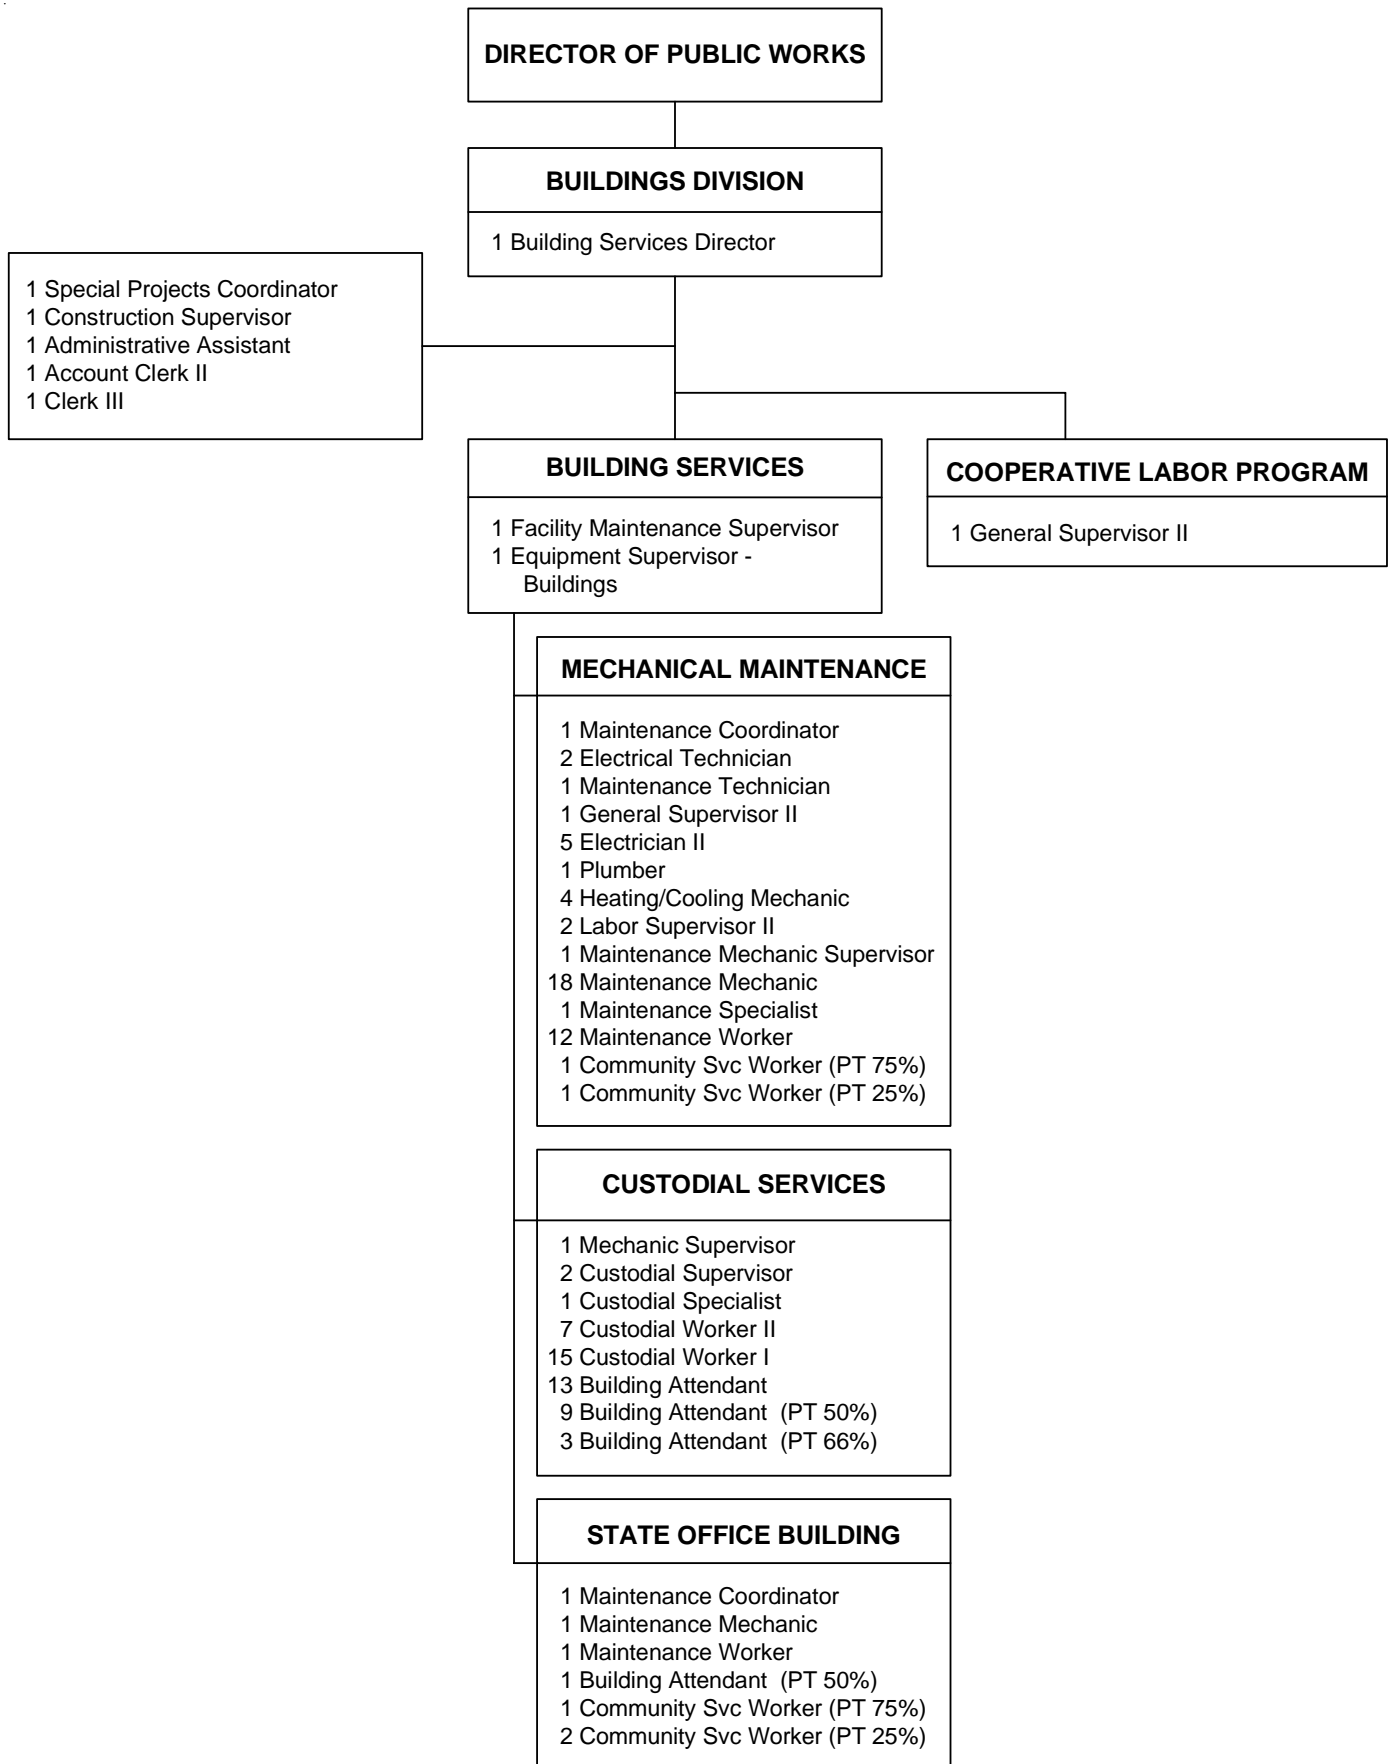 DIRECTOR OF PUBLIC WORKS
BUILDINGS DIVISION
1 Building Services Director
1 Special Projects Coordinator
1 Construction Supervisor
1 Administrative Assistant
1 Account Clerk II
1 Clerk III
BUILDING SERVICES
1 Facility Maintenance Supervisor
1 Equipment Supervisor -
Buildings
COOPERATIVE LABOR PROGRAM
1 General Supervisor II
MECHANICAL MAINTENANCE
1 Maintenance Coordinator
2 Electrical Technician
1 Maintenance Technician
1 General Supervisor II
5 Electrician II
1 Plumber
4 Heating/Cooling Mechanic
2 Labor Supervisor II
1 Maintenance Mechanic Supervisor
18 Maintenance Mechanic
1 Maintenance Specialist
12 Maintenance Worker
1 Community Svc Worker (PT 75%)
1 Community Svc Worker (PT 25%)
CUSTODIAL SERVICES
1 Mechanic Supervisor
2 Custodial Supervisor
1 Custodial Specialist
7 Custodial Worker II
15 Custodial Worker I
13 Building Attendant
9 Building Attendant (PT 50%)
3 Building Attendant (PT 66%)
STATE OFFICE BUILDING
1 Maintenance Coordinator
1 Maintenance Mechanic
1 Maintenance Worker
1 Building Attendant (PT 50%)
1 Community Svc Worker (PT 75%)
2 Community Svc Worker (PT 25%)